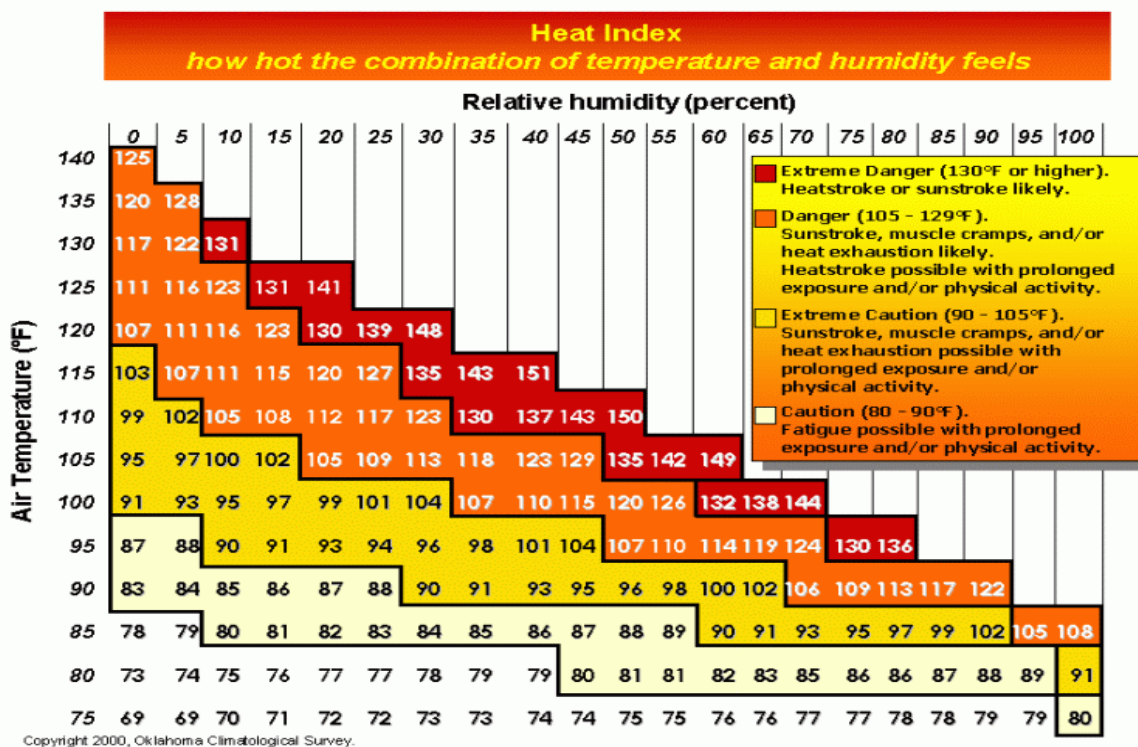 Heat Index
how hot the combination of temperature and humidity feels
Relative humidity (percent)
0 5 10 15 20 25 30 35 40 45 50 55 60 65 70 75 80 85 90 95 100
Air Temperature (ºF)
140 125
135 120 128
130 117 122 131
125 111 116 123 131 141
120 107 111 116 123 130 139 148
115 103 107 111 115 120 127 135 143 151
110 99 102 105 108 112 117 123 130 137 143 150
105 95 97 100 102 105 109 113 118 123 129 135 142 149
100 91 93 95 97 99 101 104 107 110 115 120 126 132 138 144
95 87 88 90 91 93 94 96 98 101 104 107 110 114 119 124 130 136
90 83 84 85 86 87 88 90 91 93 95 96 98 100 102 106 109 113 117 122
85 78 79 80 81 82 83 84 85 86 87 88 89 90 91 93 95 97 99 102 105 108
80 73 74 75 76 77 77 78 79 79 80 81 81 82 83 85 86 86 87 88 89 91
75 69 69 70 71 72 72 73 73 74 74 75 75 76 76 77 77 78 78 79 79 80
Extreme Danger (130ºF or higher).
Heatstroke or sunstroke likely.
Danger (105 - 129ºF).
Sunstroke, muscle cramps, and/or
heat exhaustion likely.
Heatstroke possible with prolonged
exposure and/or physical activity.
Extreme Caution (90 - 105ºF).
Sunstroke, muscle cramps, and/or
heat exhaustion possible with
prolonged exposure and/or
physical activity.
Caution (80 - 90ºF).
Fatigue possible with prolonged
exposure and/or physical activity.
Copyright 2000, Oklahoma Climatological Survey.